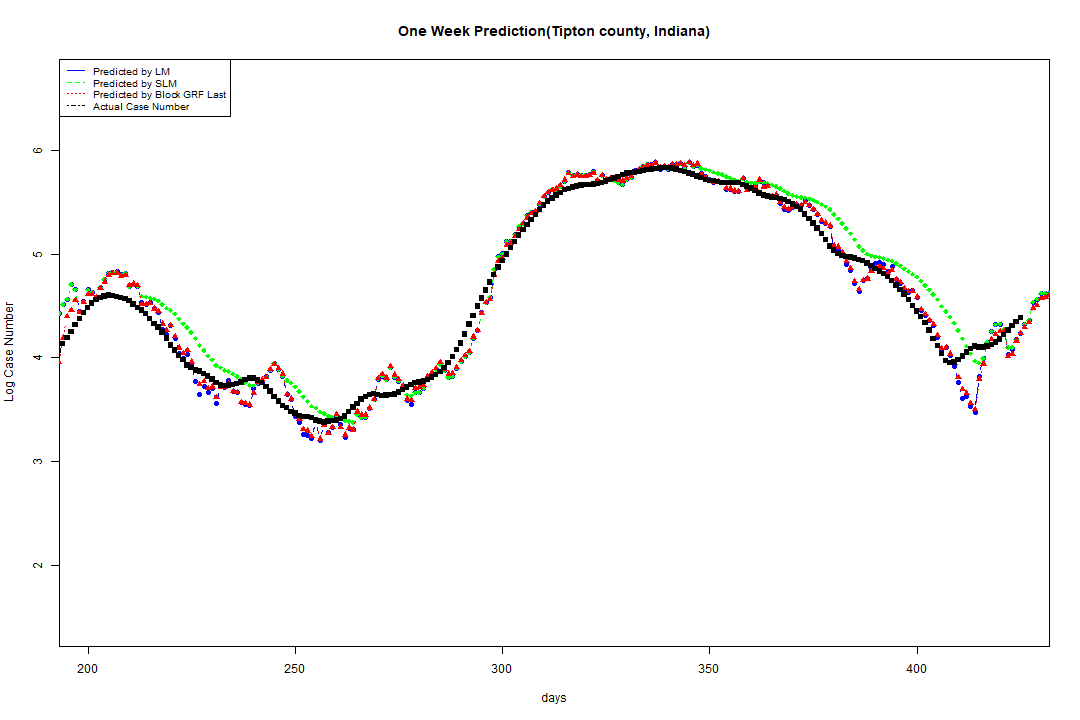 One Week Prediction(Tipton county, Indiana)
Predicted by LM
Predicted by SLM
Predicted by Block GRF Last
Actual Case Number
Log Case Number
6
5
4
3
2
200 250 300 350 400
days